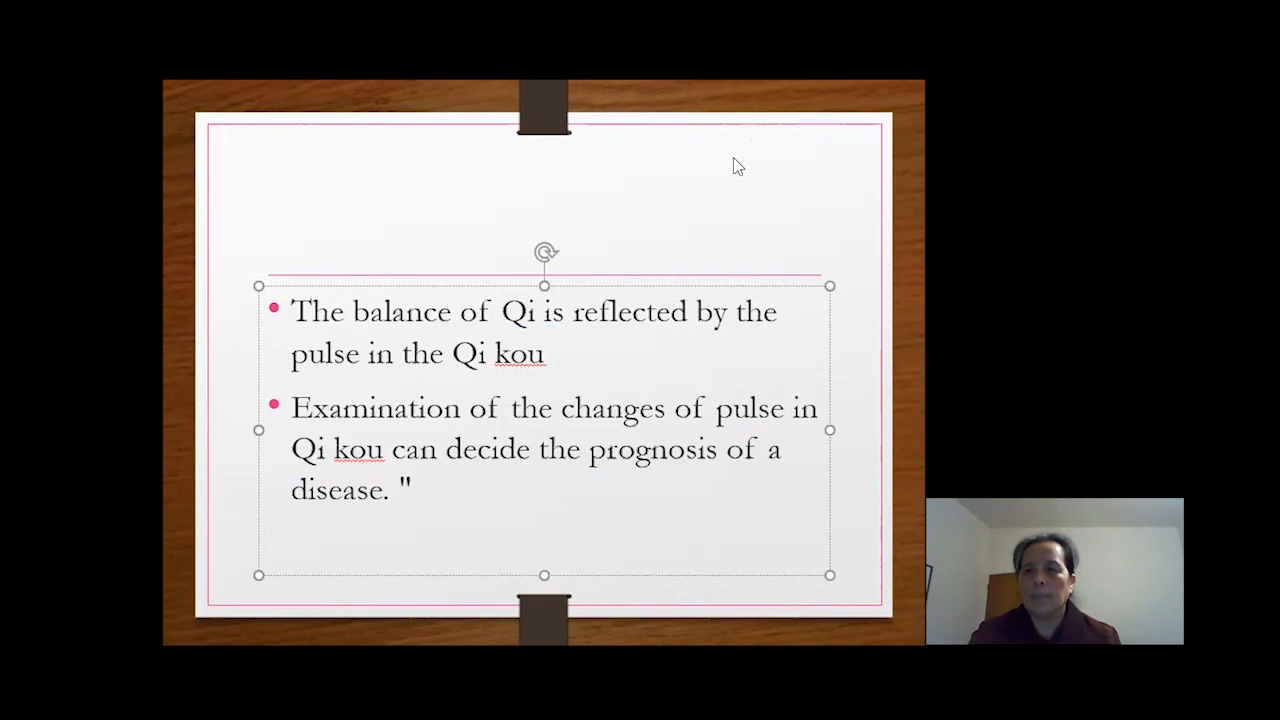 The balance of Qi is reflected by the
pulse in the Qi kou
Examination of the changes of pulse in
Qi kou can decide the prognosis of a
disease. "